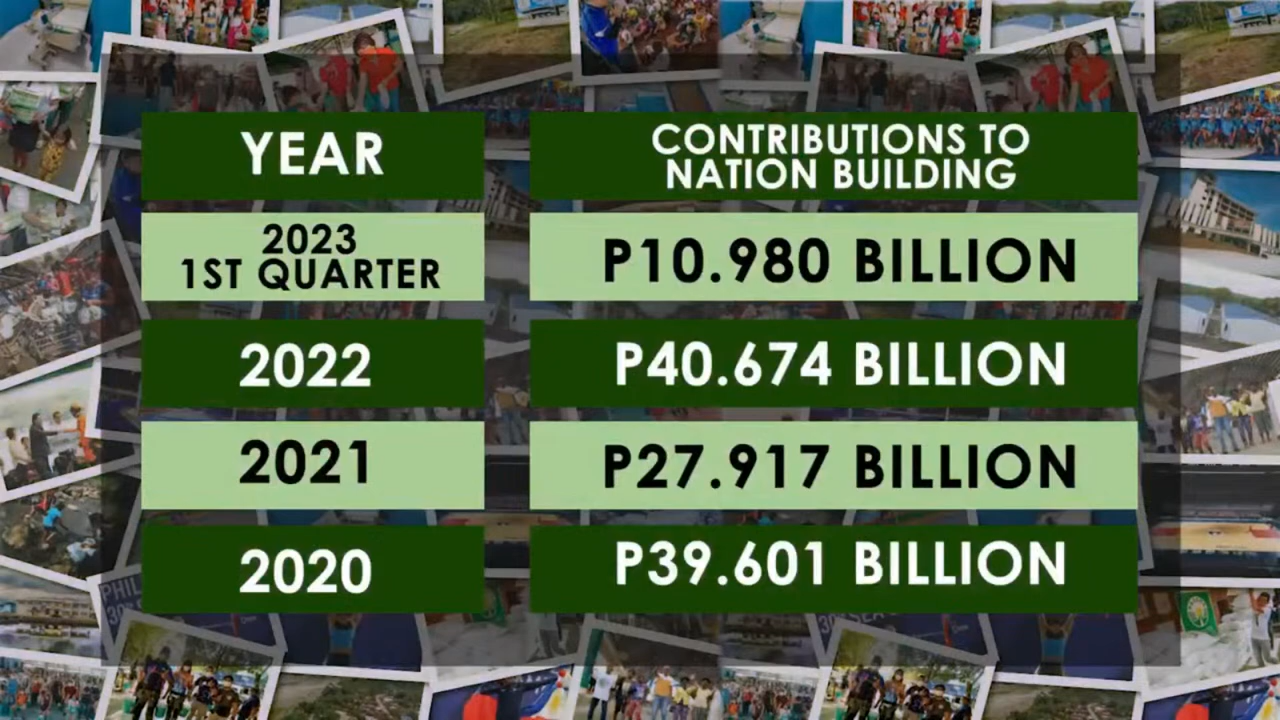 YEAR
CONTRIBUTIONS TO
NATION BUILDING
2023
1ST QUARTER
P10.980 BILLION
2022
P40.674 BILLION
2021
P27.917 BILLION
2020
P39.601 BILLION